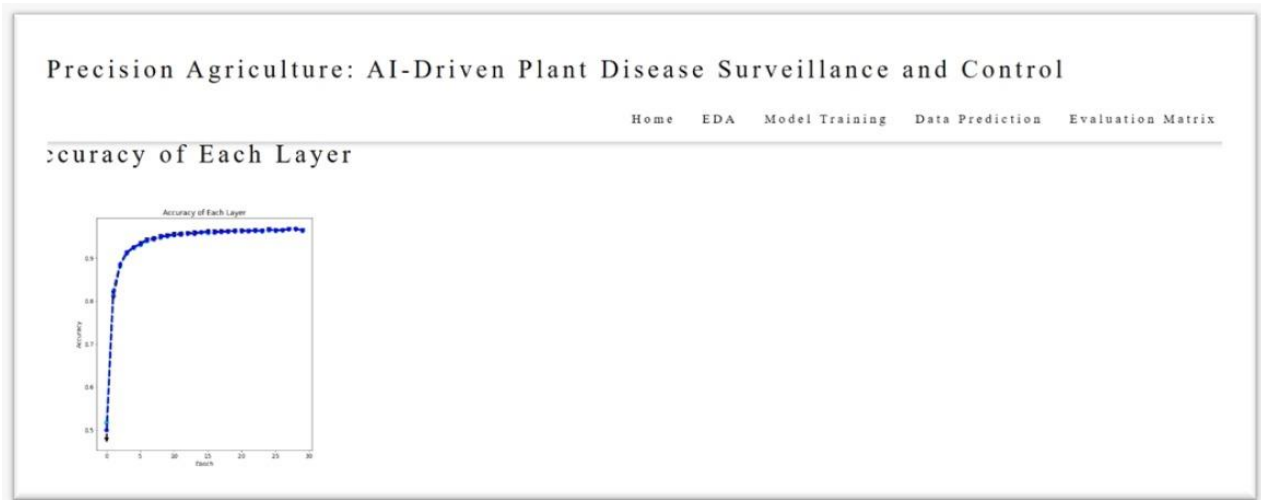 Precision Agriculture: AI-Driven Plant Disease Surveillance and Control
Home EDA Model Training Data Prediction Evaluation Matrix
ccuracy of Each Layer
Accuracy of Each Layer
0.9
0.8
Accuracy
0.7
0.6
0.5
0 5 10 15 20 25 30
Epoch